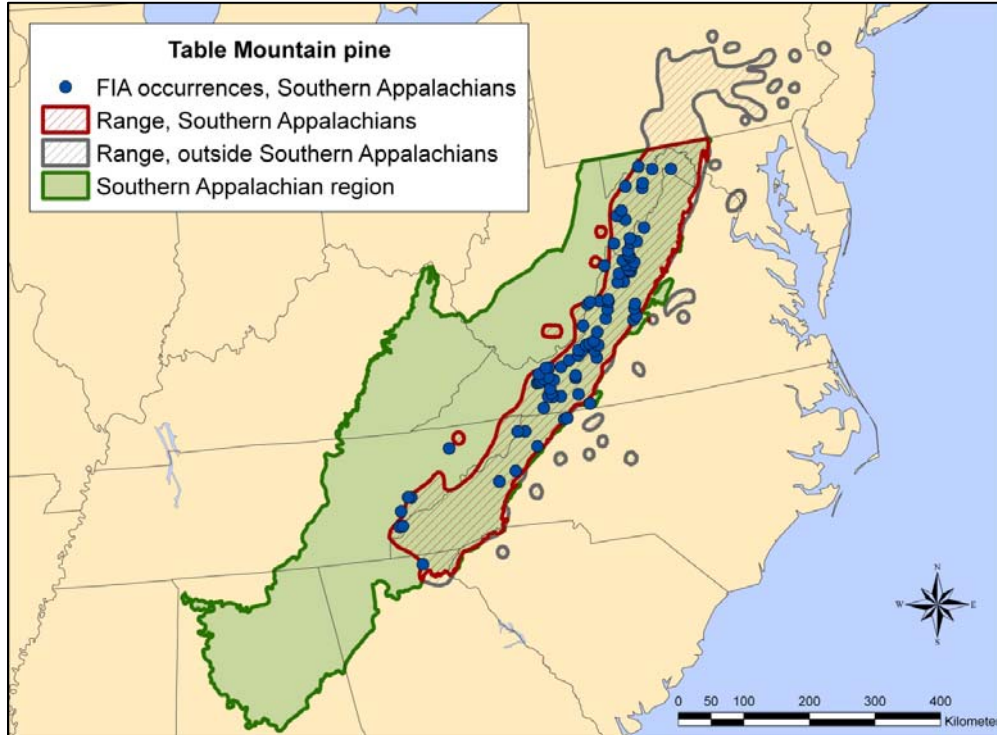 Table Mountain pine
FIA occurrences, Southern Appalachians
Range, Southern Appalachians
Range, outside Southern Appalachians
Southern Appalachian region
N
W E
N
0 50 100 200 300 400
Kilometer